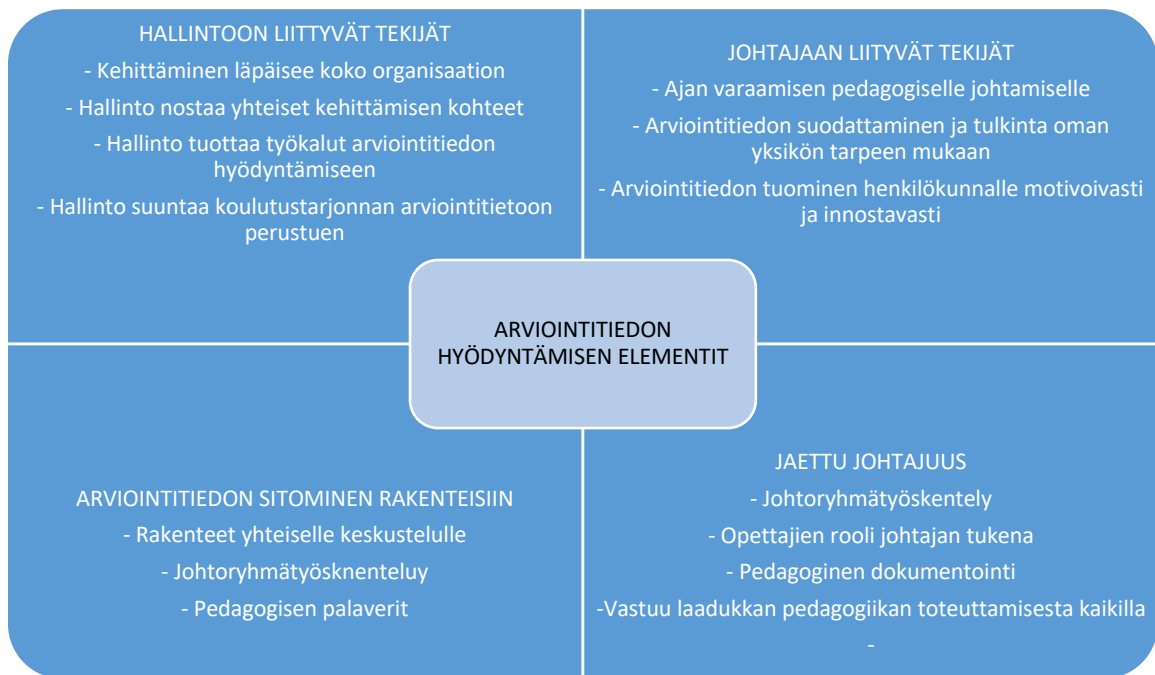 HALLINTOON LIITTYVÄT TEKIJÄT
- Kehittäminen läpäisee koko organisaation
- Hallinto nostaa yhteiset kehittämisen kohteet
- Hallinto tuottaa työkalut arviointitiedon
hyödyntämiseen
- Hallinto suuntaa koulutustarjonnan arviointitietoon
perustuen
JOHTAJAAN LIITYVÄT TEKIJÄT
- Ajan varaamisen pedagogiselle johtamiselle
- Arviointitiedon suodattaminen ja tulkinta oman
yksikön tarpeen mukaan
- Arviointitiedon tuominen henkilökunnalle motivoivasti
ja innostavasti
ARVIOINTITIEDON
HYÖDYNTÄMISEN ELEMENTIT
ARVIOINTITIEDON SITOMINEN RAKENTEISIIN
- Rakenteet yhteiselle keskustelulle
- Johtoryhmätyösknenteluy
- Pedagogisen palaverit
JAETTU JOHTAJUUS
- Johtoryhmätyöskentely
- Opettajien rooli johtajan tukena
- Pedagoginen dokumentointi
-Vastuu laadukkan pedagogiikan toteuttamisesta kaikilla
-